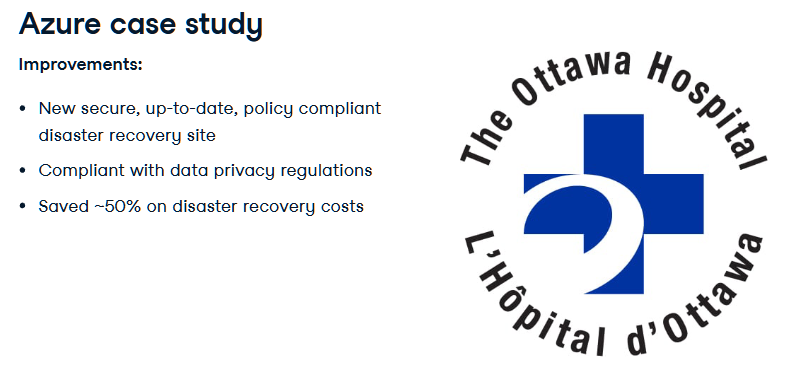 Azure case study
Improvements:
• New secure, up-to-date, policy compliant
disaster recovery site
• Compliant with data privacy regulations
• Saved ~50% on disaster recovery costs
The Ottawa Hospital
L'Hôpital d'Ottawa